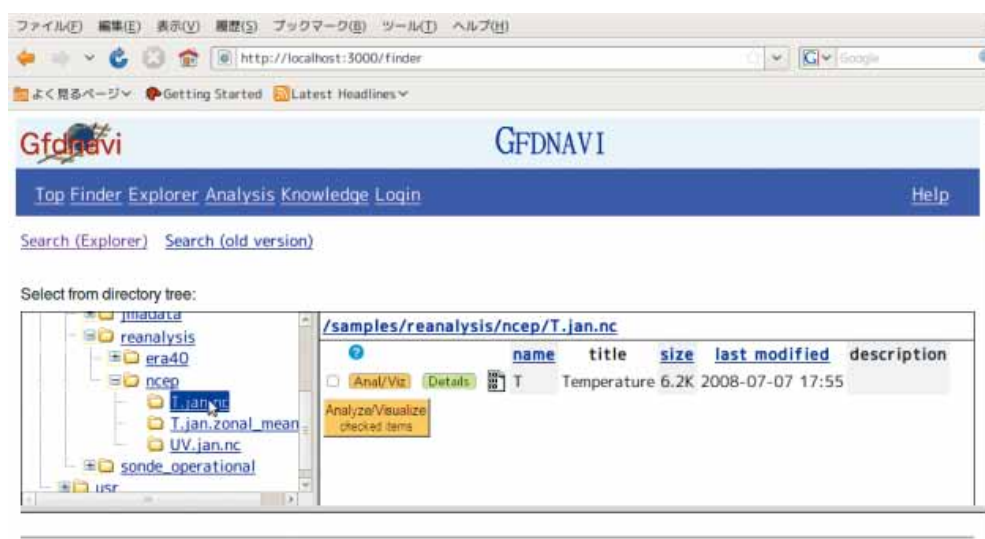 ファイル(F) 編集(E) 表示(V) 履歴(S) ブックマーク(B) ツール(T) ヘルプ(H)
http://localhost:3000/finder
G Google
よく見るページ Getting Started Latest Headlines
Gfdnavi GFDNAVI
Top Finder Explorer Analysis Knowledge Login Help
Search (Explorer) Search (old version)
Select from directory tree:
jmadata
reanalysis
era40
ncep
T.jan.nc
T.jan.zonal_mean
UV.jan.nc
sonde_operational
usr
/samples/reanalysis/ncep/T.jan.nc
name title size last modified description
Anal/Viz Details T Temperature 6.2K 2008-07-07 17:55
Analyze/Visualize
checked items